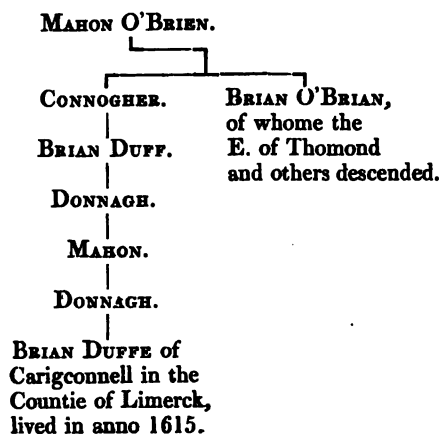 MAHON O'BRIEN.
CONNOGHER.
BRIAN O'BRIAN,
of whome the
E. of Thomond
and others descended.
BRIAN DUFF.
DONNAGH.
MAHON.
DONNAGH.
BRIAN DUFFE of
Carigconnell in the
Countie of Limerck,
lived in anno 1615.